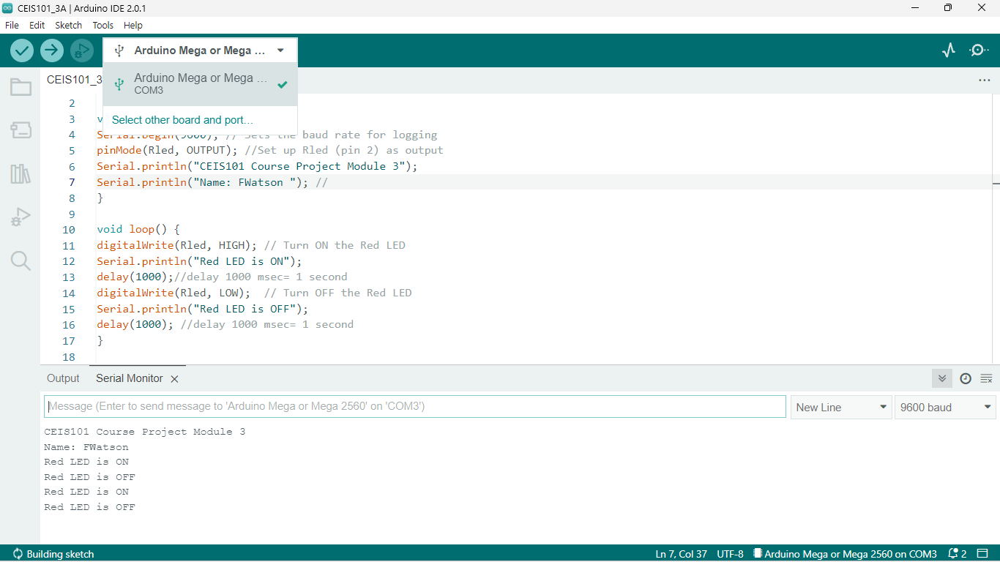 CEIS101_3A | Arduino IDE 2.0.1
File Edit Sketch Tools Help
Arduino Mega or Mega ...
CEIS101_3
Arduino Mega or Mega ...
COM3
Select other board and port...
2
3 v
4 Serial.begin(9600); // Sets the baud rate for logging
5 pinMode(Rled, OUTPUT); //Set up Rled (pin 2) as output
6 Serial.println("CEIS101 Course Project Module 3");
7 Serial.println("Name: FWatson "); //
8 }
9
10 void loop() {
11 digitalWrite(Rled, HIGH); // Turn ON the Red LED
12 Serial.println("Red LED is ON");
13 delay(1000);//delay 1000 msec= 1 second
14 digitalWrite(Rled, LOW); // Turn OFF the Red LED
15 Serial.println("Red LED is OFF");
16 delay(1000); //delay 1000 msec= 1 second
17 }
18
Output Serial Monitor
Message (Enter to send message to 'Arduino Mega or Mega 2560' on 'COM3')
New Line
9600 baud
CEIS101 Course Project Module 3
Name: FWatson
Red LED is ON
Red LED is OFF
Red LED is ON
Red LED is OFF
Building sketch
Ln 7, Col 37 UTF-8 Arduino Mega or Mega 2560 on COM3 2